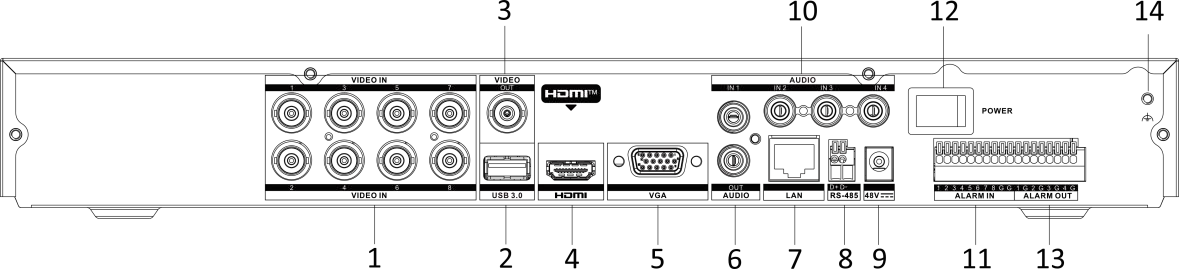 3 10 12 14
VIDEO IN VIDEO AUDIO
1 3 5 7 OUT IN 1 IN 2 IN 3 IN 4
HDMI™
POWER
2 4 6 8 OUT D+ D- 1 2 3 4 5 6 7 8 G G 1 G 2 G 3 G 4 G
VIDEO IN USB 3.0 HDMI VGA AUDIO LAN RS-485 48V ALARM IN ALARM OUT
1 2 4 5 6 7 8 9 11 13